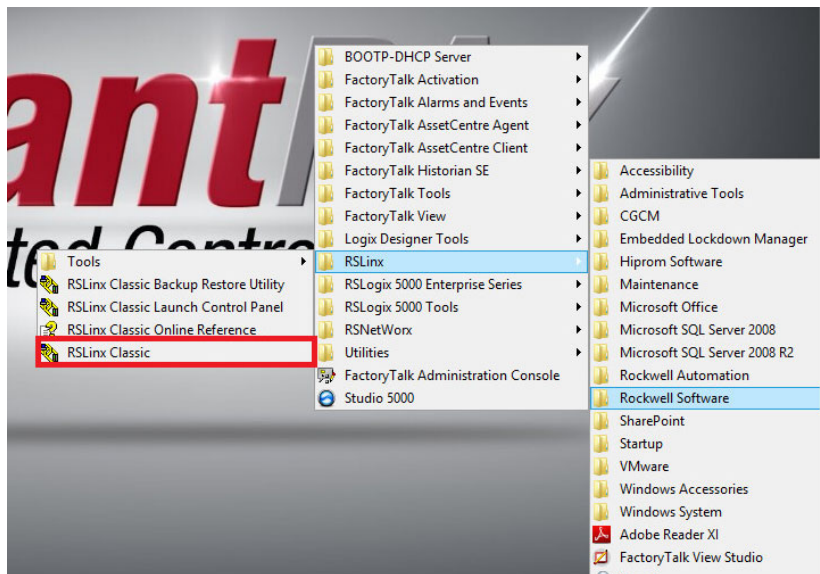 ant
ted Contro
BOOTP-DHCP Server
FactoryTalk Activation
FactoryTalk Alarms and Events
FactoryTalk AssetCentre Agent
FactoryTalk AssetCentre Client
FactoryTalk Historian SE
FactoryTalk Tools
FactoryTalk View
Logix Designer Tools
RSLinx
RSLogix 5000 Enterprise Series
RSLogix 5000 Tools
RSNetWorx
Utilities
FactoryTalk Administration Console
Studio 5000
Tools
RSLinx Classic Backup Restore Utility
RSLinx Classic Launch Control Panel
RSLinx Classic Online Reference
RSLinx Classic
Accessibility
Administrative Tools
CGCM
Embedded Lockdown Manager
Hiprom Software
Maintenance
Microsoft Office
Microsoft SQL Server 2008
Microsoft SQL Server 2008 R2
Rockwell Automation
Rockwell Software
SharePoint
Startup
VMware
Windows Accessories
Windows System
Adobe Reader XI
FactoryTalk View Studio